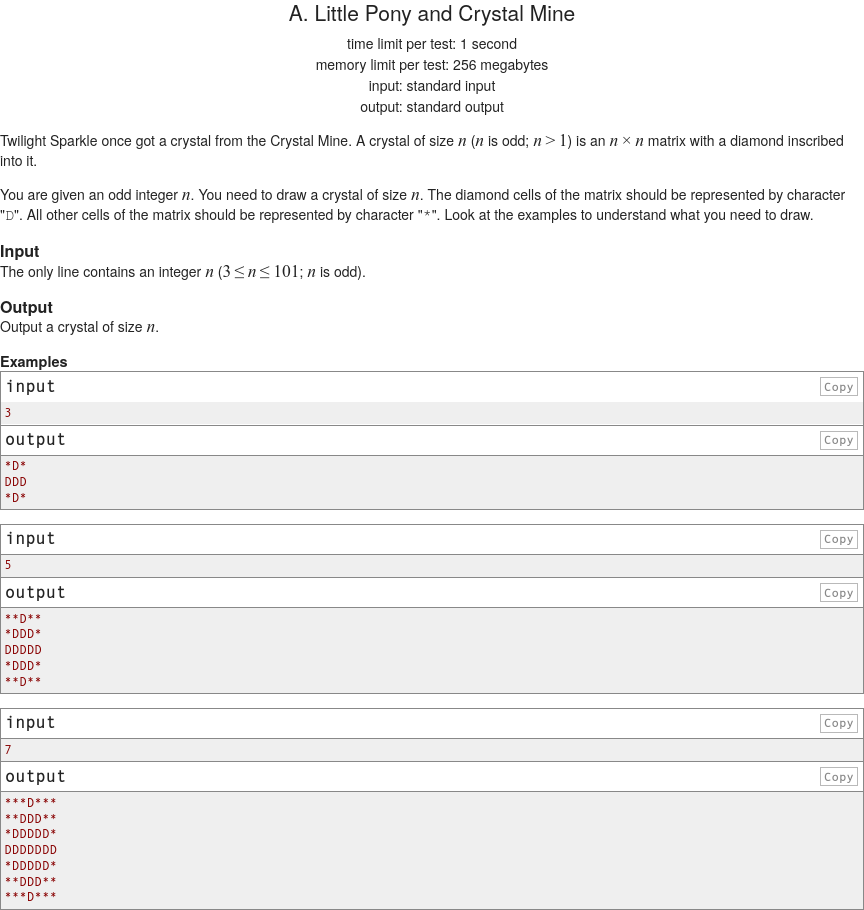 A. Little Pony and Crystal Mine
time limit per test: 1 second
memory limit per test: 256 megabytes
input: standard input
output: standard output
Twilight Sparkle once got a crystal from the Crystal Mine. A crystal of size n (n is odd; n > 1) is an n × n matrix with a diamond inscribed
into it.
You are given an odd integer n. You need to draw a crystal of size n. The diamond cells of the matrix should be represented by character
"D". All other cells of the matrix should be represented by character "*". Look at the examples to understand what you need to draw.
Input
The only line contains an integer n (3 ≤ n ≤ 101; n is odd).
Output
Output a crystal of size n.
Examples
input Copy
3
output Copy
*D*
DDD
*D*
input Copy
5
output Copy
**D**
*DDD*
DDDDD
*DDD*
**D**
input Copy
7
output Copy
***D***
**DDD**
*DDDDD*
DDDDDDD
*DDDDD*
**DDD**
***D***